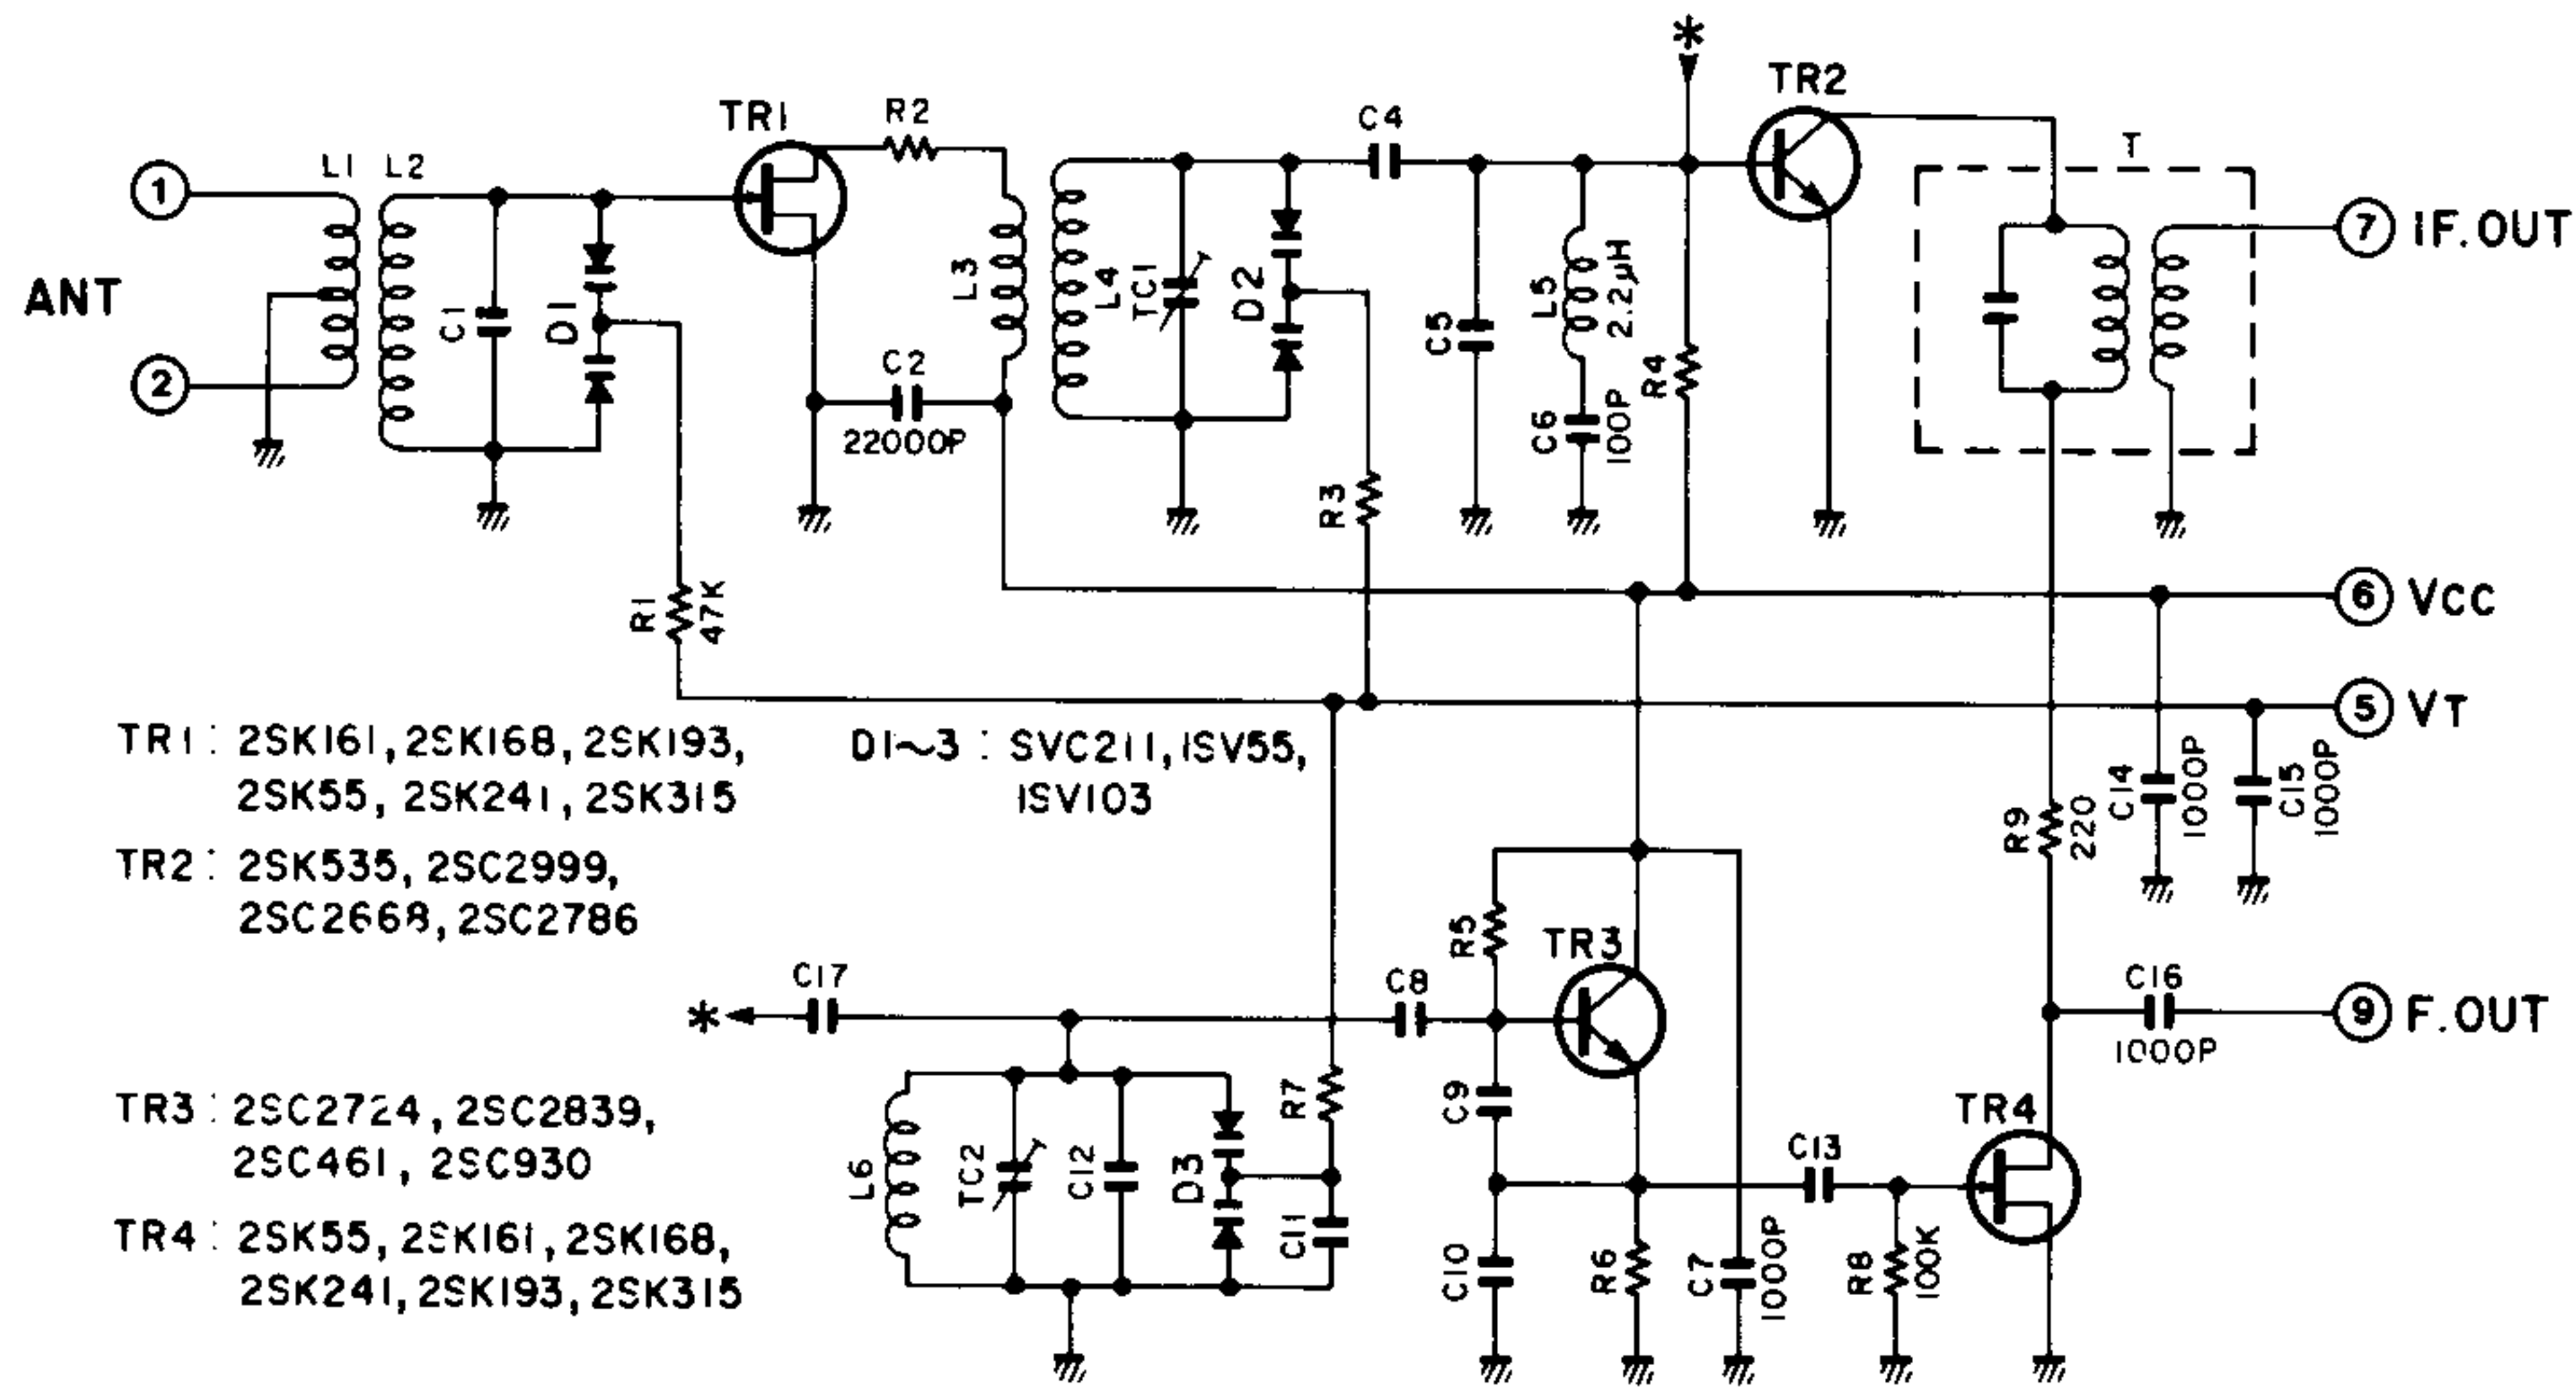 *
TR1
R2
C4
TR2
L1 L2
T
1
ANT
2
C1
D1
C2
22000P
L3
L4
TC1
D2
C5
L5
2.2μH
C6
100P
R4
7 IF.OUT
R3
R1
47K
6 VCC
5 VT
TR1 : 2SK161, 2SK168, 2SK193,
2SK55, 2SK241, 2SK315
D1~3 : SVC211, 1SV55,
1SV103
TR2 : 2SK535, 2SC2999,
2SC2668, 2SC2786
C14
1000P
C15
1000P
R9
220
R5
TR3
* C17
C8
C16
1000P
9 F.OUT
TR3 : 2SC2724, 2SC2839,
2SC461, 2SC930
L6
TC2
C12
D3
R7
C11
C9
C10
R6
C7
1000P
C13
R8
100K
TR4
TR4 : 2SK55, 2SK161, 2SK168,
2SK241, 2SK193, 2SK315